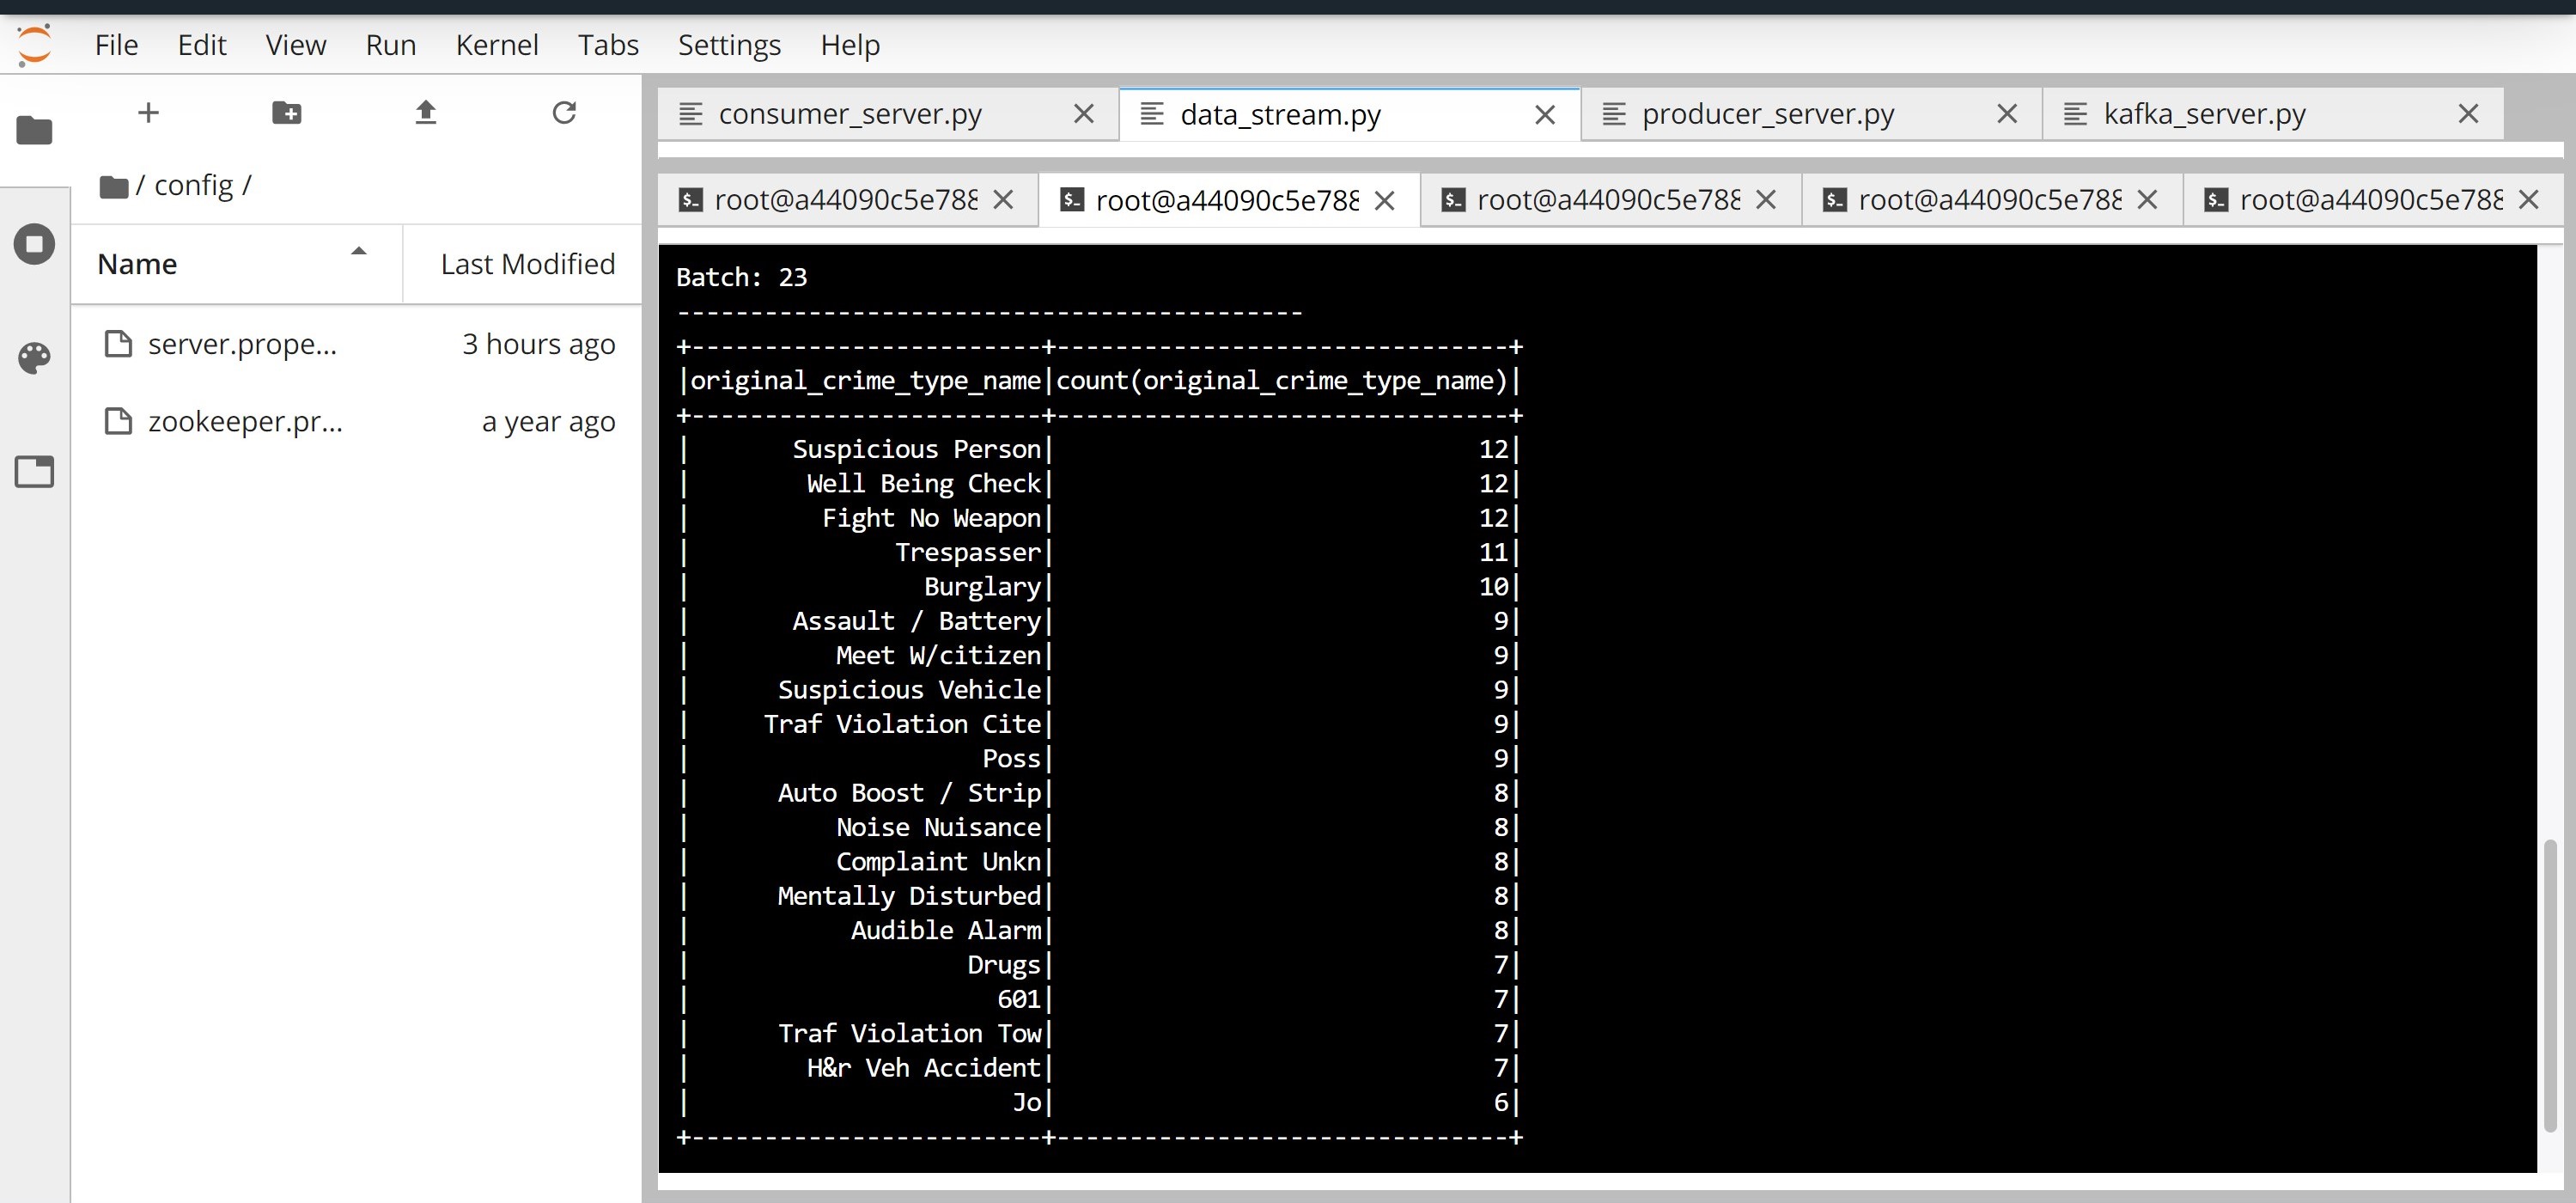 File Edit View Run Kernel Tabs Settings Help
/ config /
Name Last Modified
server.prope... 3 hours ago
zookeeper.pr... a year ago
consumer_server.py data_stream.py producer_server.py kafka_server.py
root@a44090c5e788 root@a44090c5e788 root@a44090c5e788 root@a44090c5e788 root@a44090c5e788
Batch: 23
-------------------------------------------
+------------------------+-------------------------------+
|original_crime_type_name|count(original_crime_type_name)|
+------------------------+-------------------------------+
|       Suspicious Person|                             12|
|        Well Being Check|                             12|
|         Fight No Weapon|                             12|
|              Trespasser|                             11|
|                Burglary|                             10|
|       Assault / Battery|                              9|
|          Meet W/citizen|                              9|
|      Suspicious Vehicle|                              9|
|     Traf Violation Cite|                              9|
|                    Poss|                              9|
|      Auto Boost / Strip|                              8|
|          Noise Nuisance|                              8|
|          Complaint Unkn|                              8|
|      Mentally Disturbed|                              8|
|           Audible Alarm|                              8|
|                   Drugs|                              7|
|                     601|                              7|
|      Traf Violation Tow|                              7|
|        H&r Veh Accident|                              7|
|                      Jo|                              6|
+------------------------+-------------------------------+